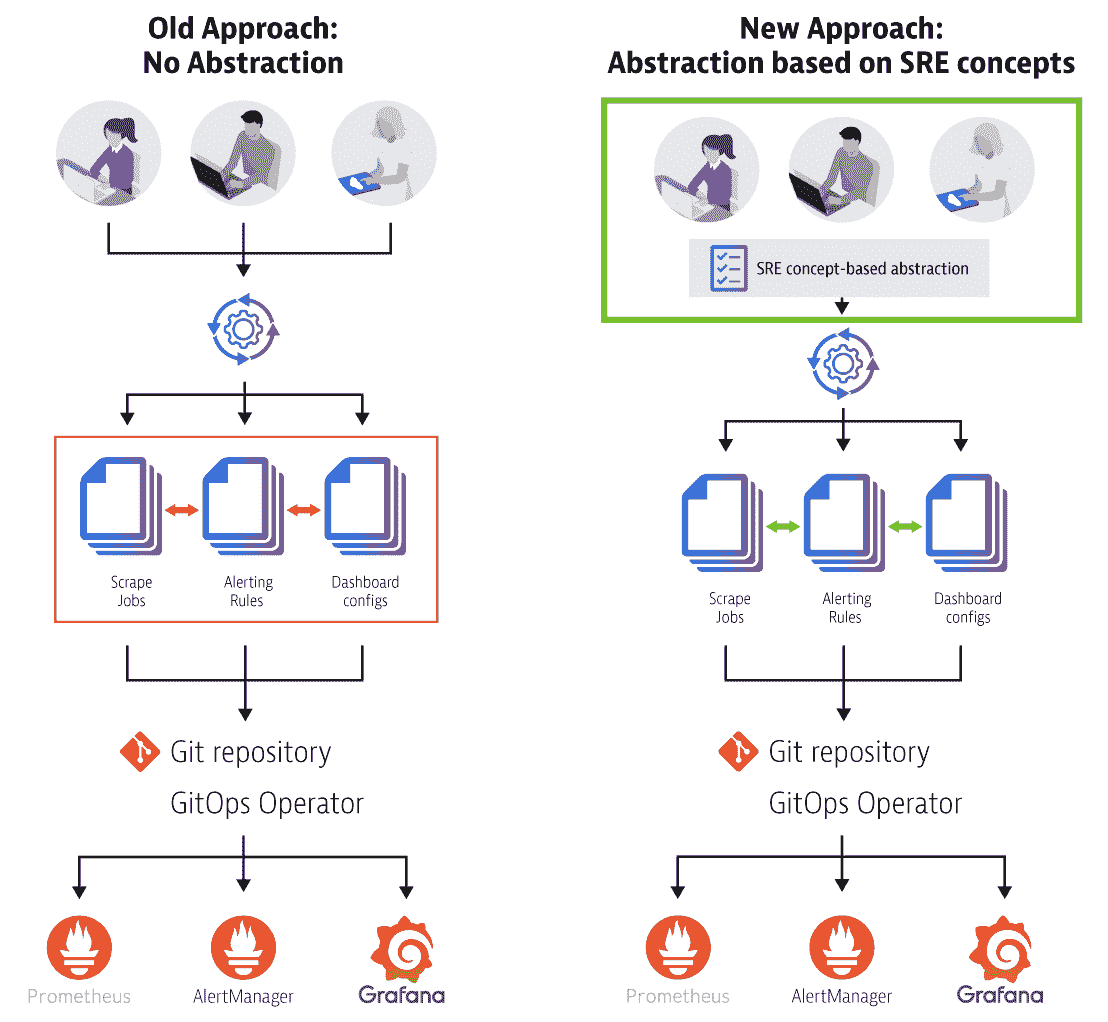 Old Approach:
No Abstraction
Scrape
Jobs
Alerting
Rules
Dashboard
configs
Git repository
GitOps Operator
Prometheus
AlertManager
Grafana
New Approach:
Abstraction based on SRE concepts
SRE concept-based abstraction
Scrape
Jobs
Alerting
Rules
Dashboard
configs
Git repository
GitOps Operator
Prometheus
AlertManager
Grafana